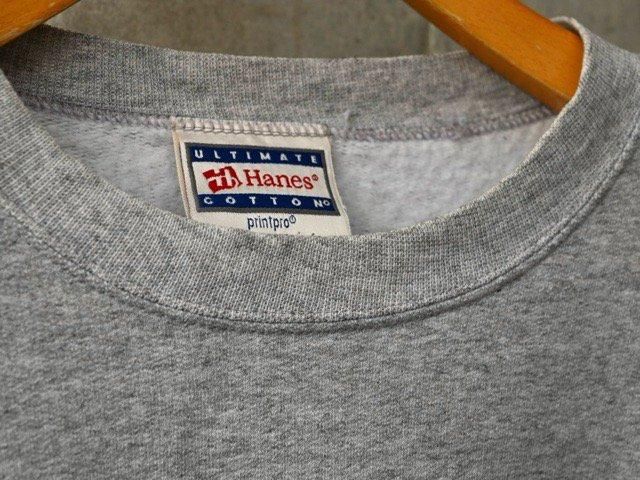 ULTIMATE
H Hanes®
COTTON®
printpro®